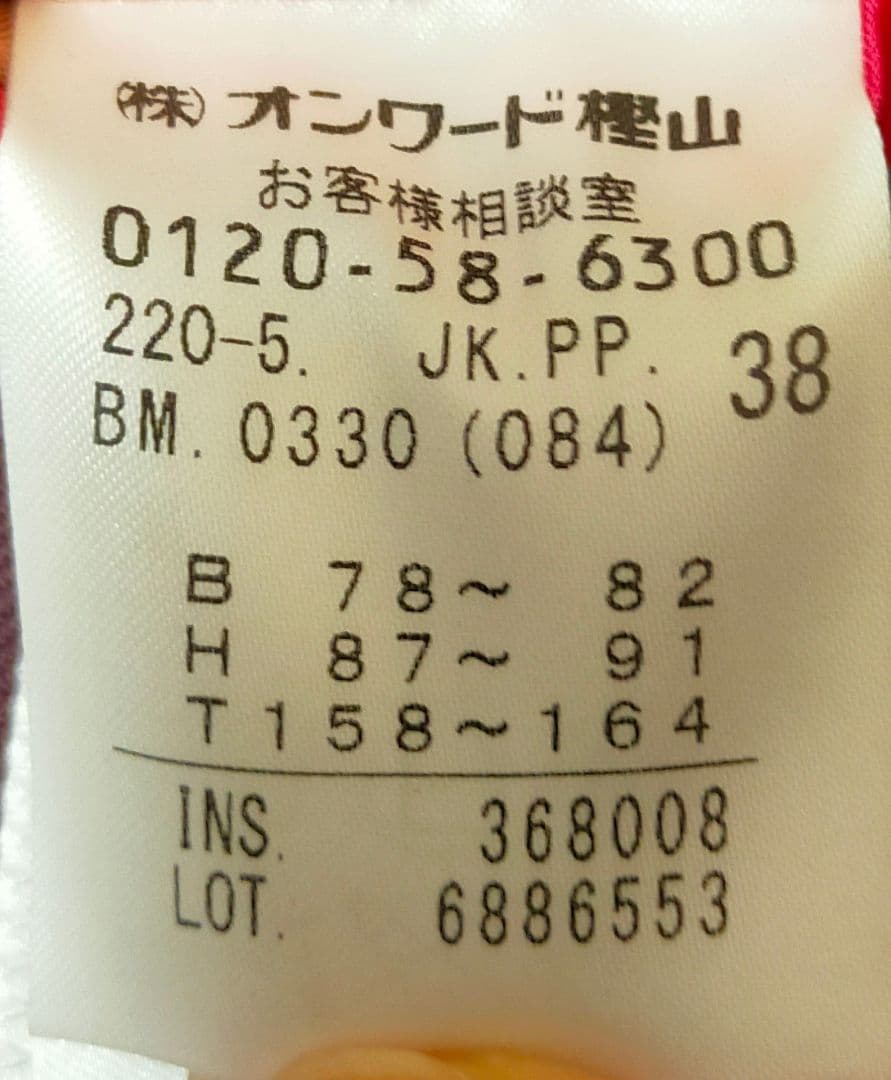 ㈱オンワード樫山
お客様相談室
0120-58-6300
220-5. JK.PP. 38
BM. 0330 (084)
B 78~ 82
H 87~ 91
T158~164
INS. 368008
LOT. 6886553